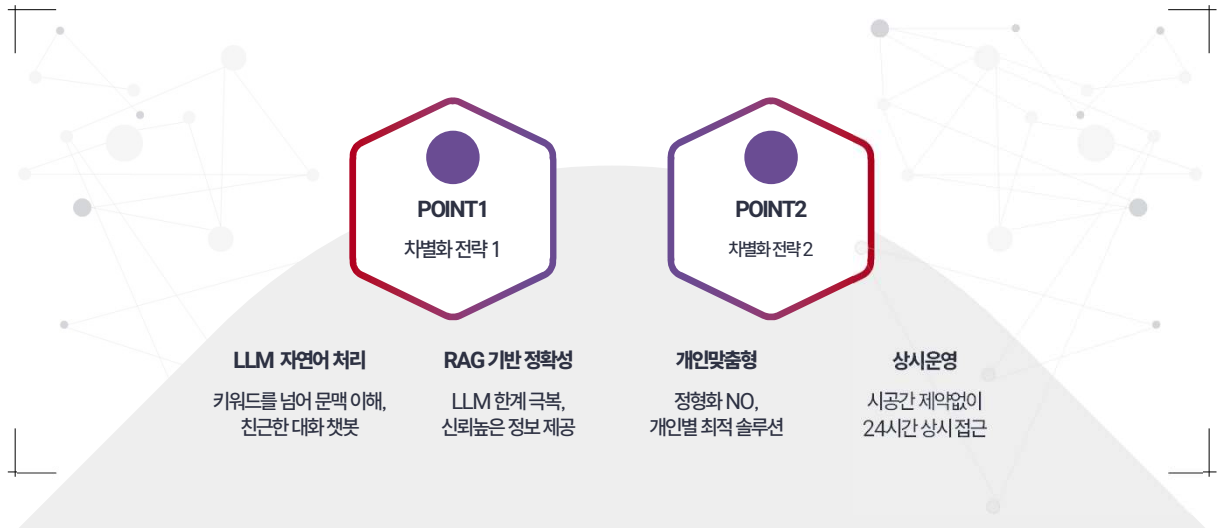 POINT1
차별화 전략 1
POINT2
차별화 전략 2
LLM 자연어 처리
키워드를 넘어 문맥 이해,
친근한 대화 챗봇
RAG 기반 정확성
LLM 한계 극복,
신뢰높은 정보 제공
개인맞춤형
정형화 NO,
개인별 최적 솔루션
상시운영
시공간 제약없이
24시간 상시 접근